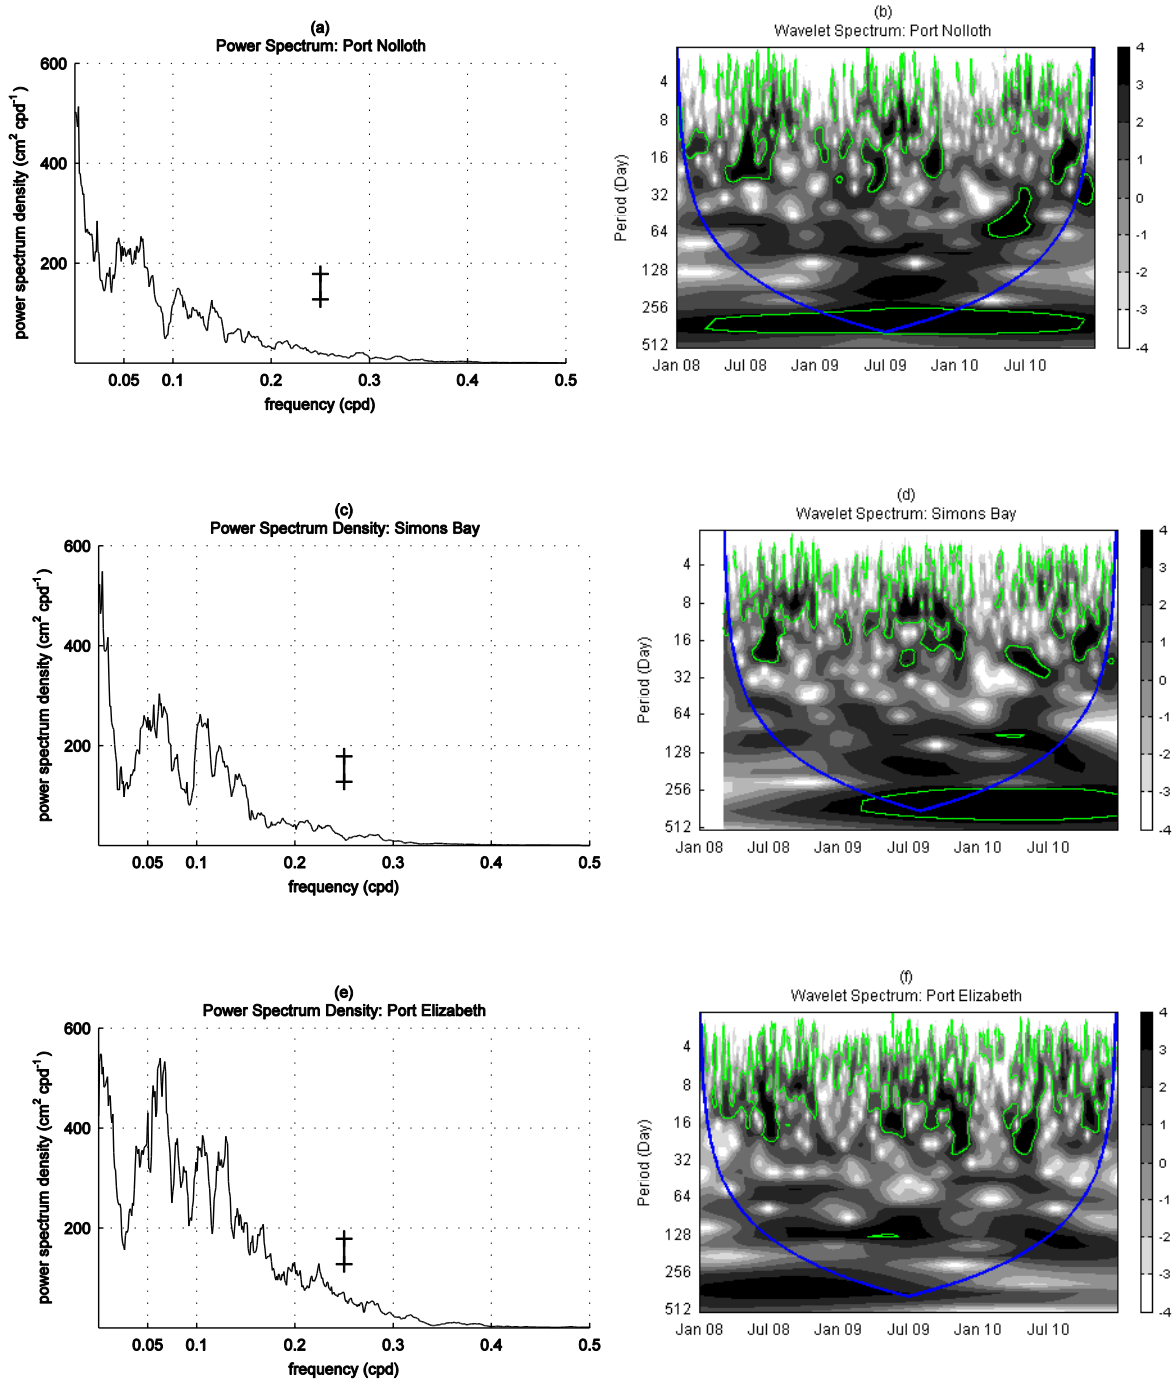 (a)
Power Spectrum: Port Nolloth
600
400
200
power spectrum density (cm² cpd⁻¹)
0.05 0.1 0.2 0.3 0.4 0.5
frequency (cpd)
(b)
Wavelet Spectrum: Port Nolloth
4
8
16
32
64
128
256
512
Period (Day)
Jan 08 Jul 08 Jan 09 Jul 09 Jan 10 Jul 10
4
3
2
1
0
-1
-2
-3
-4
(c)
Power Spectrum Density: Simons Bay
600
400
200
power spectrum density (cm² cpd⁻¹)
0.05 0.1 0.2 0.3 0.4 0.5
frequency (cpd)
(d)
Wavelet Spectrum: Simons Bay
4
8
16
32
64
128
256
512
Period (Day)
Jan 08 Jul 08 Jan 09 Jul 09 Jan 10 Jul 10
4
3
2
1
0
-1
-2
-3
-4
(e)
Power Spectrum Density: Port Elizabeth
600
400
200
power spectrum density (cm² cpd⁻¹)
0.05 0.1 0.2 0.3 0.4 0.5
frequency (cpd)
(f)
Wavelet Spectrum: Port Elizabeth
4
8
16
32
64
128
256
512
Period (Day)
Jan 08 Jul 08 Jan 09 Jul 09 Jan 10 Jul 10
4
3
2
1
0
-1
-2
-3
-4